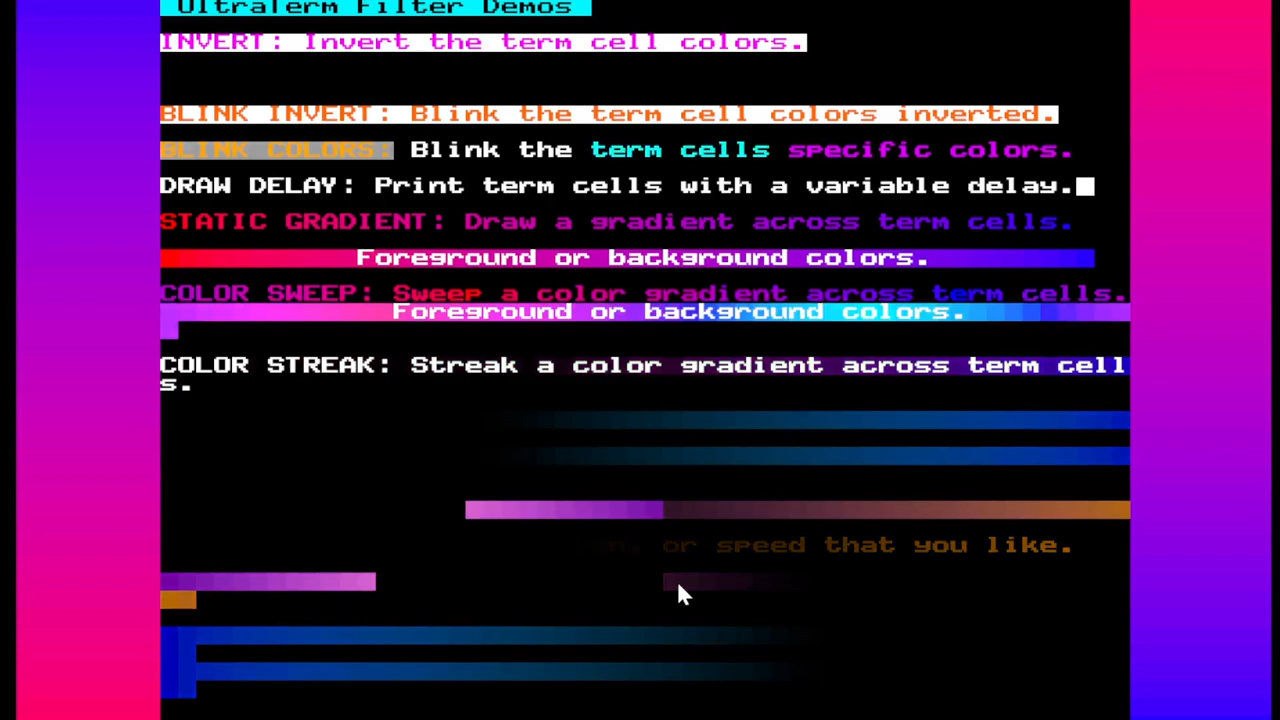 UltraTerm Filter Demos
INVERT: Invert the term cell colors.
BLINK INVERT: Blink the term cell colors inverted.
BLINK COLORS: Blink the term cells specific colors.
DRAW DELAY: Print term cells with a variable delay.
STATIC GRADIENT: Draw a gradient across term cells.
Foreground or background colors.
COLOR SWEEP: Sweep a color gradient across term cells.
Foreground or background colors.
COLOR STREAK: Streak a color gradient across term cell
s.
or speed that you like.